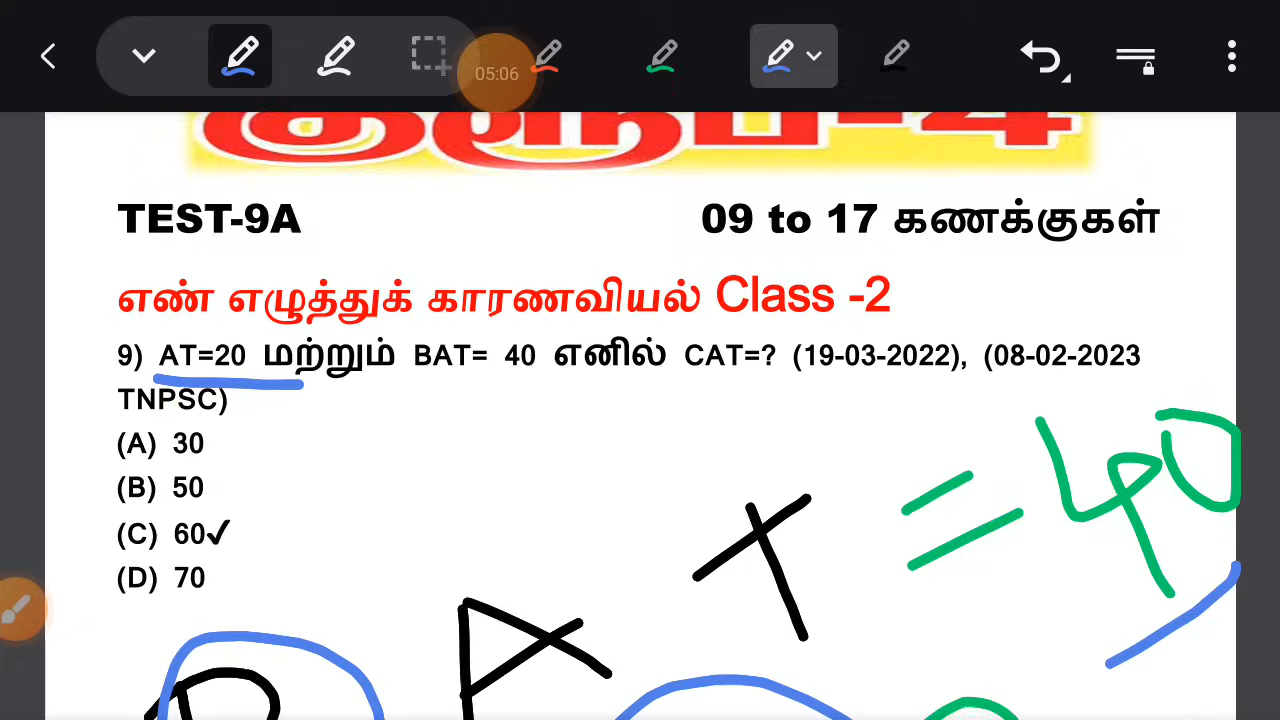 05:06
குரூப்-4
TEST-9A 09 to 17 கணக்குகள்
எண் எழுத்துக் காரணவியல் Class -2
9) AT=20 மற்றும் BAT= 40 எனில் CAT=? (19-03-2022), (08-02-2023
TNPSC)
(A) 30
(B) 50
(C) 60✓
(D) 70
A T = 40